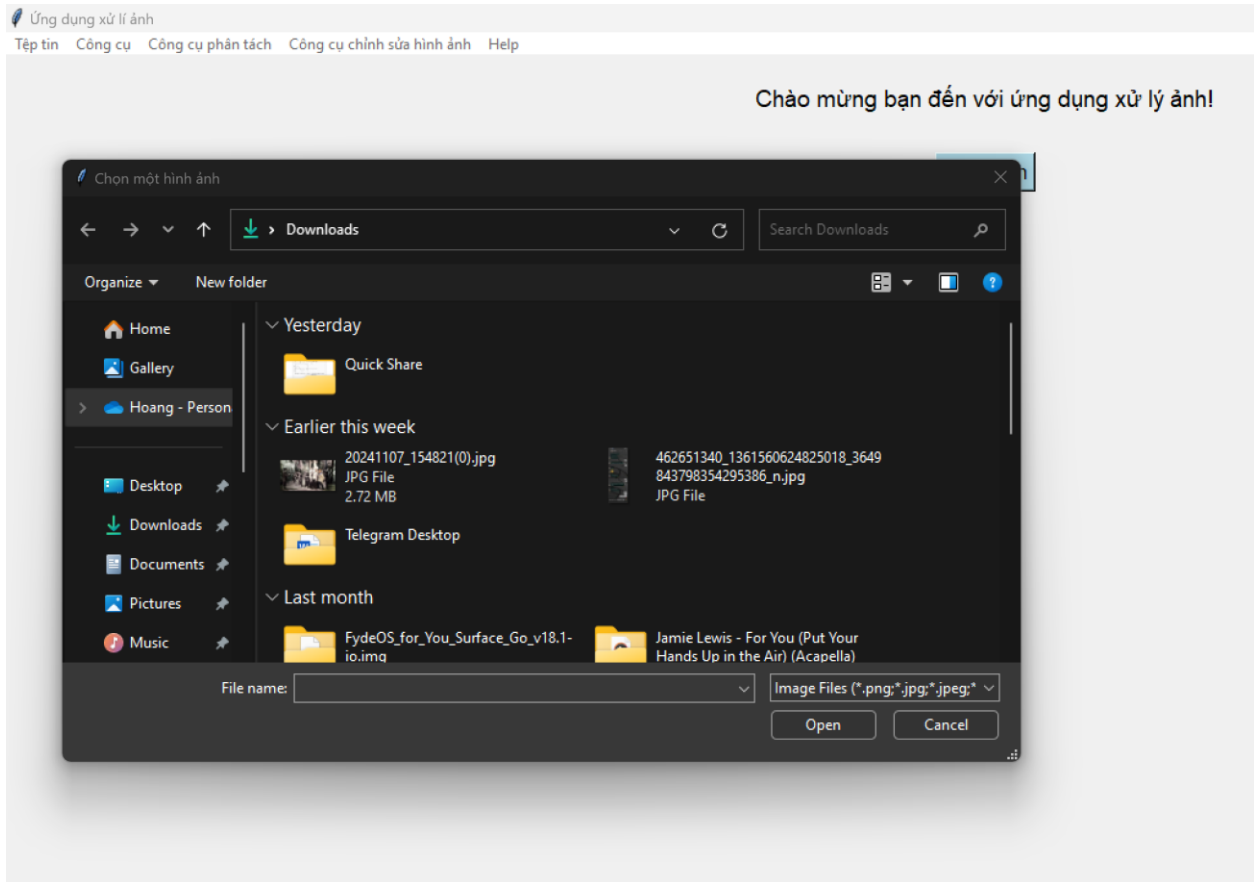 Ứng dụng xử lí ảnh
Tệp tin Công cụ Công cụ phân tách Công cụ chỉnh sửa hình ảnh Help
Chào mừng bạn đến với ứng dụng xử lý ảnh!
Chọn một hình ảnh
Downloads
Search Downloads
Organize New folder
Home
Gallery
Hoang - Person
Desktop
Downloads
Documents
Pictures
Music
Yesterday
Quick Share
Earlier this week
20241107_154821(0).jpg
JPG File
2.72 MB
462651340_1361560624825018_3649
843798354295386_n.jpg
JPG File
Telegram Desktop
Last month
FydeOS_for_You_Surface_Go_v18.1-
io.img
Jamie Lewis - For You (Put Your
Hands Up in the Air) (Acapella)
File name:
Image Files (*.png;*.jpg;*.jpeg;*
Open Cancel